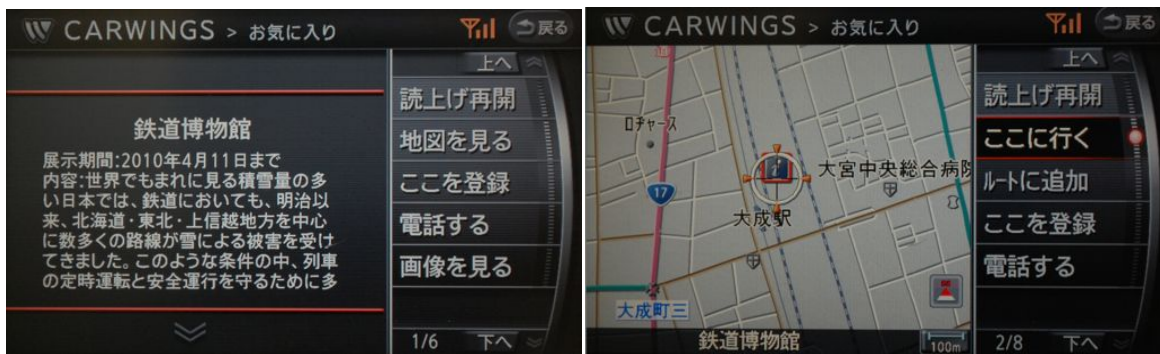 CARWINGS > お気に入り
戻る
上へ
鉄道博物館
展示期間:2010年4月11日まで
内容:世界でもまれに見る積雪量の多
い日本では、鉄道においても、明治以
来、北海道・東北・上信越地方を中心
に数多くの路線が雪による被害を受け
てきました。このような条件の中、列車
の定時運転と安全運行を守るために多
読上げ再開
地図を見る
ここを登録
電話する
画像を見る
1/6
下へ
CARWINGS > お気に入り
戻る
上へ
ロヂャース
17
大宮中央総合病院
大成駅
大成町三
鉄道博物館
100m
読上げ再開
ここに行く
ルートに追加
ここを登録
電話する
2/8
下へ